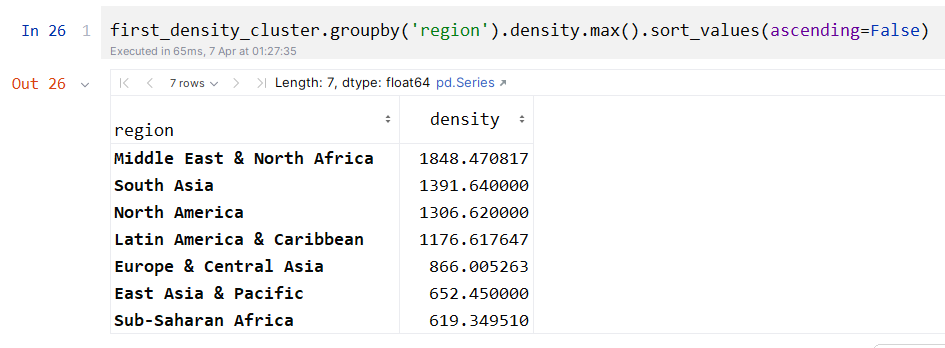 In 26 1 first_density_cluster.groupby('region').density.max().sort_values(ascending=False)
Executed in 65ms, 7 Apr at 01:27:35
Out 26 7 rows Length: 7, dtype: float64 pd.Series ↗
region density
Middle East & North Africa 1848.470817
South Asia 1391.640000
North America 1306.620000
Latin America & Caribbean 1176.617647
Europe & Central Asia 866.005263
East Asia & Pacific 652.450000
Sub-Saharan Africa 619.349510